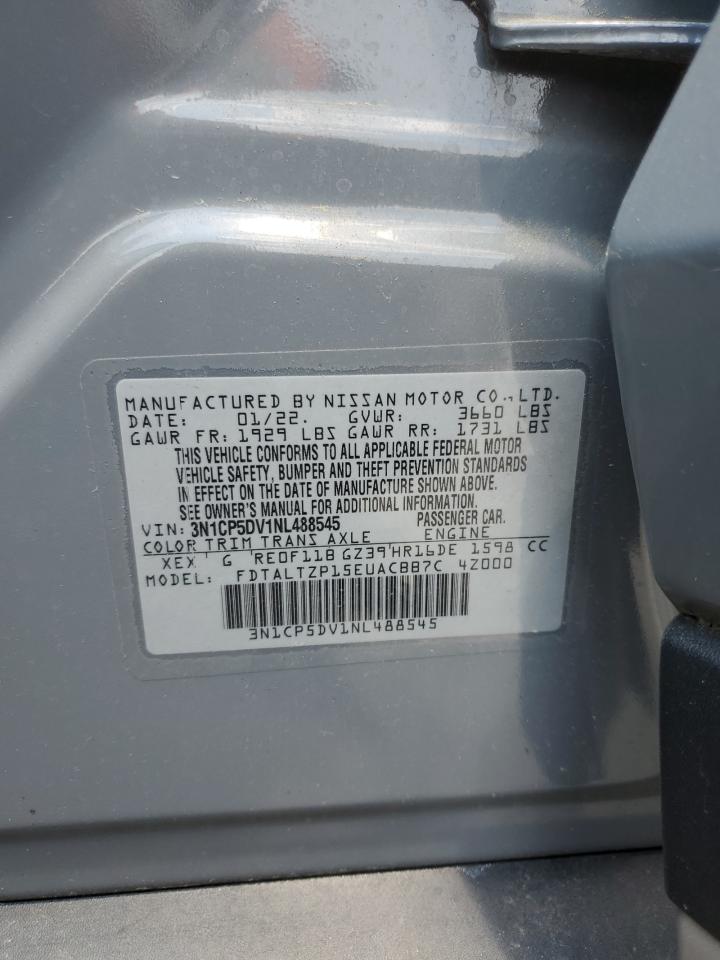 MANUFACTURED BY NISSAN MOTOR CO., LTD.
DATE: 01/22. GVWR: 3660 LBS
GAWR FR: 1929 LBS GAWR RR: 1731 LBS
THIS VEHICLE CONFORMS TO ALL APPLICABLE FEDERAL MOTOR
VEHICLE SAFETY, BUMPER AND THEFT PREVENTION STANDARDS
IN EFFECT ON THE DATE OF MANUFACTURE SHOWN ABOVE.
SEE OWNER'S MANUAL FOR ADDITIONAL INFORMATION.
VIN: 3N1CP5DV1NL488545 PASSENGER CAR.
COLOR TRIM TRANS AXLE ENGINE
XEX G RE0F11B GZ39 HR16DE 1598 CC
MODEL: FDTALTZP15EUACBB7C 4Z000
3N1CP5DV1NL488545